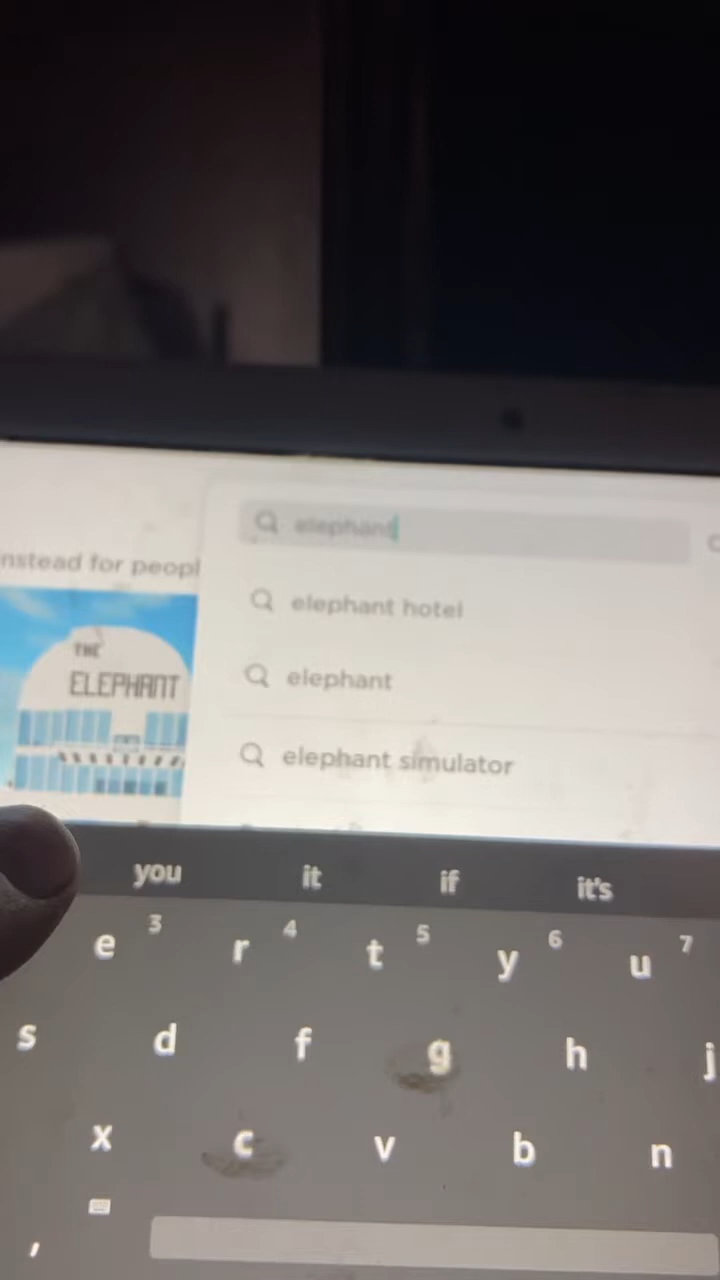 elephant
nstead for peopl
elephant hotel
THE
ELEPHANT
elephant
elephant simulator
you it if it's
3 4 5 6 7
e r t y u
s d f g h j
x c v b n
,